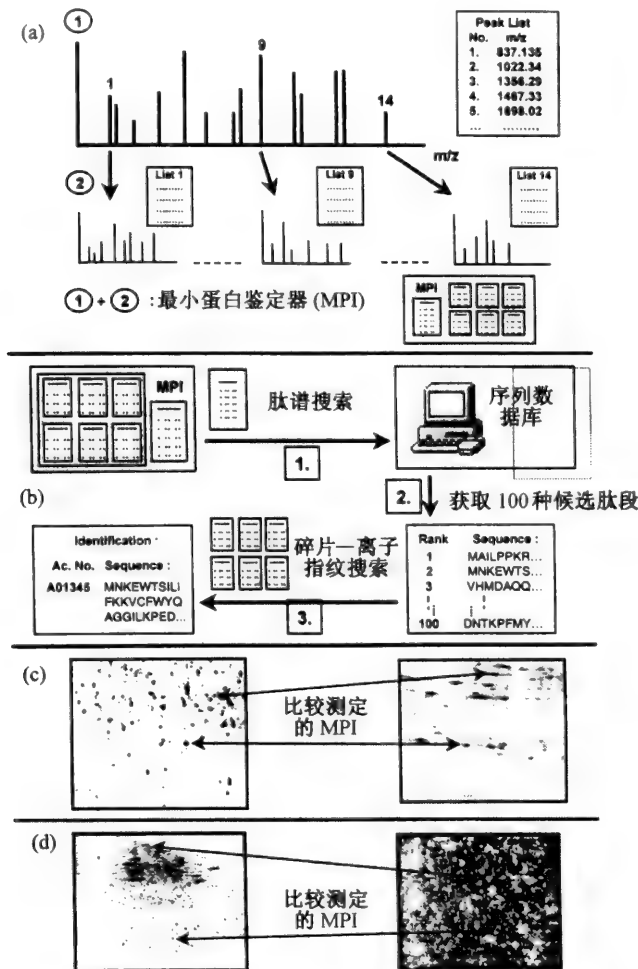 (a)
1
Peak List
No. m/z
1. 837.135
2. 1022.34
3. 1356.29
4. 1467.33
5. 1698.02
... .........
1
9
14
m/z
2
List 1
List 9
List 14
① + ② : 最小蛋白鉴定器 (MPI)
MPI
(b)
MPI
肽谱搜索
1.
序列数
据库
2.
获取 100 种候选肽段
Rank Sequence :
1 MAILPPKR...
2 MNKEWTS...
3 VHMDAQQ...
100 DNTKPFMY...
碎片—离子
指纹搜索
3.
Identification :
Ac. No. Sequence :
A01345 MNKEWTSILI
FKKVCFWYQ
AGGILKPED...
(c)
比较测定
的 MPI
(d)
比较测定
的 MPI